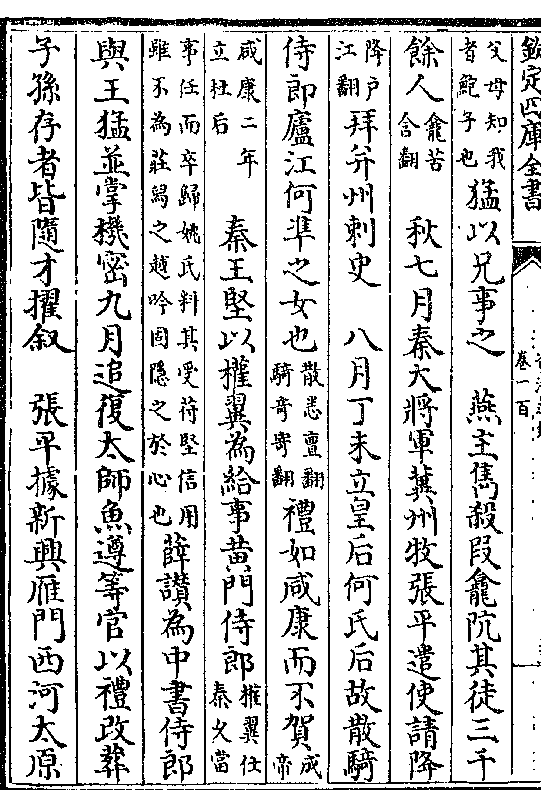 欽定四庫全書
卷一百
父母知我
者鮑子也
猛以兄事之　燕主雋殺段龕阬其徒三千
餘人
龕苦
含翻
秋七月秦大將軍冀州牧張平遣使請降
降户
江翻
拜并州刺史　八月丁未立皇后何氏后故散騎
侍郎廬江何準之女也
散悉亶翻
騎奇寄翻
禮如咸康而不賀
成
帝
咸康二年
立杜后
秦王堅以權翼為給事黄門侍郎
權翼仕
秦久當
事任而卒歸姚氏料其受苻堅信用
雖不為莊舄之越吟固隱之於心也
薛讚為中書侍郎
與王猛並掌機密九月追復太師魚遵等官以禮改葬
子孫存者皆隨才擢叙　張平據新興雁門西河太原